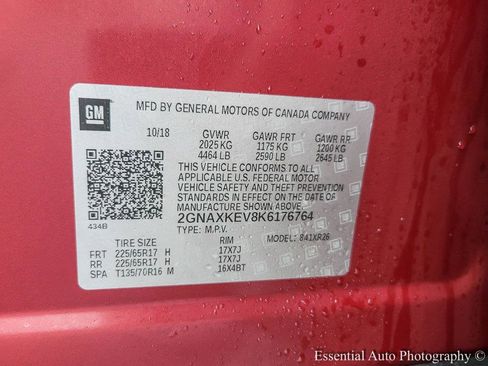 GM
MFD BY GENERAL MOTORS OF CANADA COMPANY
10/18 GVWR GAWR FRT GAWR RR
2025 KG 1175 KG 1200 KG
4464 LB 2590 LB 2645 LB
THIS VEHICLE CONFORMS TO ALL
APPLICABLE U.S. FEDERAL MOTOR
VEHICLE SAFETY AND THEFT PREVENTION
STANDARDS IN EFFECT ON THE DATE OF
MANUFACTURE SHOWN ABOVE.
2GNAXKEV8K6176764
434B TYPE: M.P.V. MODEL: 841XR26
TIRE SIZE RIM
FRT 225/65R17 H 17X7J
RR 225/65R17 H 17X7J
SPA T135/70R16 M 16X4BT
Essential Auto Photography ©